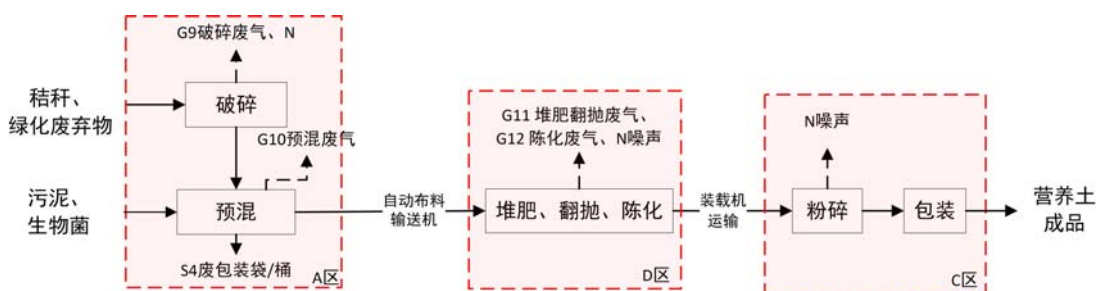 G9破碎废气、N
秸秆、
绿化废弃物
破碎
G10预混废气
污泥、
生物菌
预混
S4废包装袋/桶
A区
自动布料
输送机
G11 堆肥翻抛废气、
G12 陈化废气、N噪声
堆肥、翻抛、陈化
D区
装载机
运输
N噪声
粉碎
包装
C区
营养土
成品